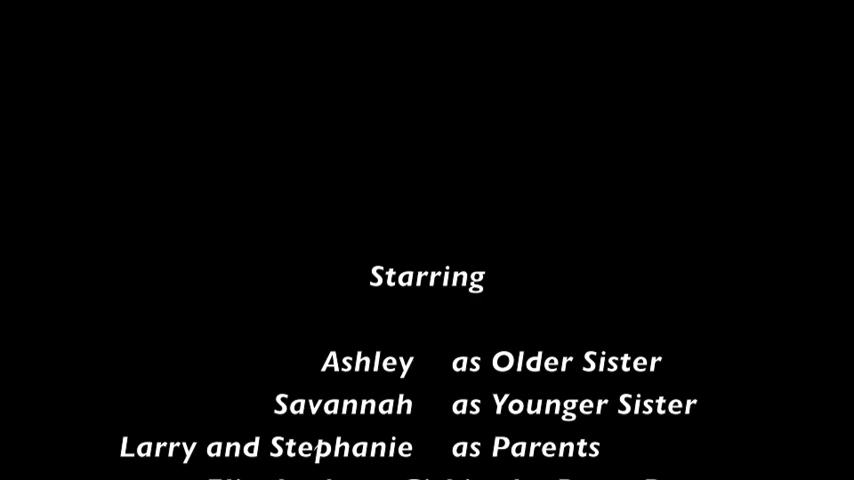 Starring
Ashley as Older Sister
Savannah as Younger Sister
Larry and Stephanie as Parents